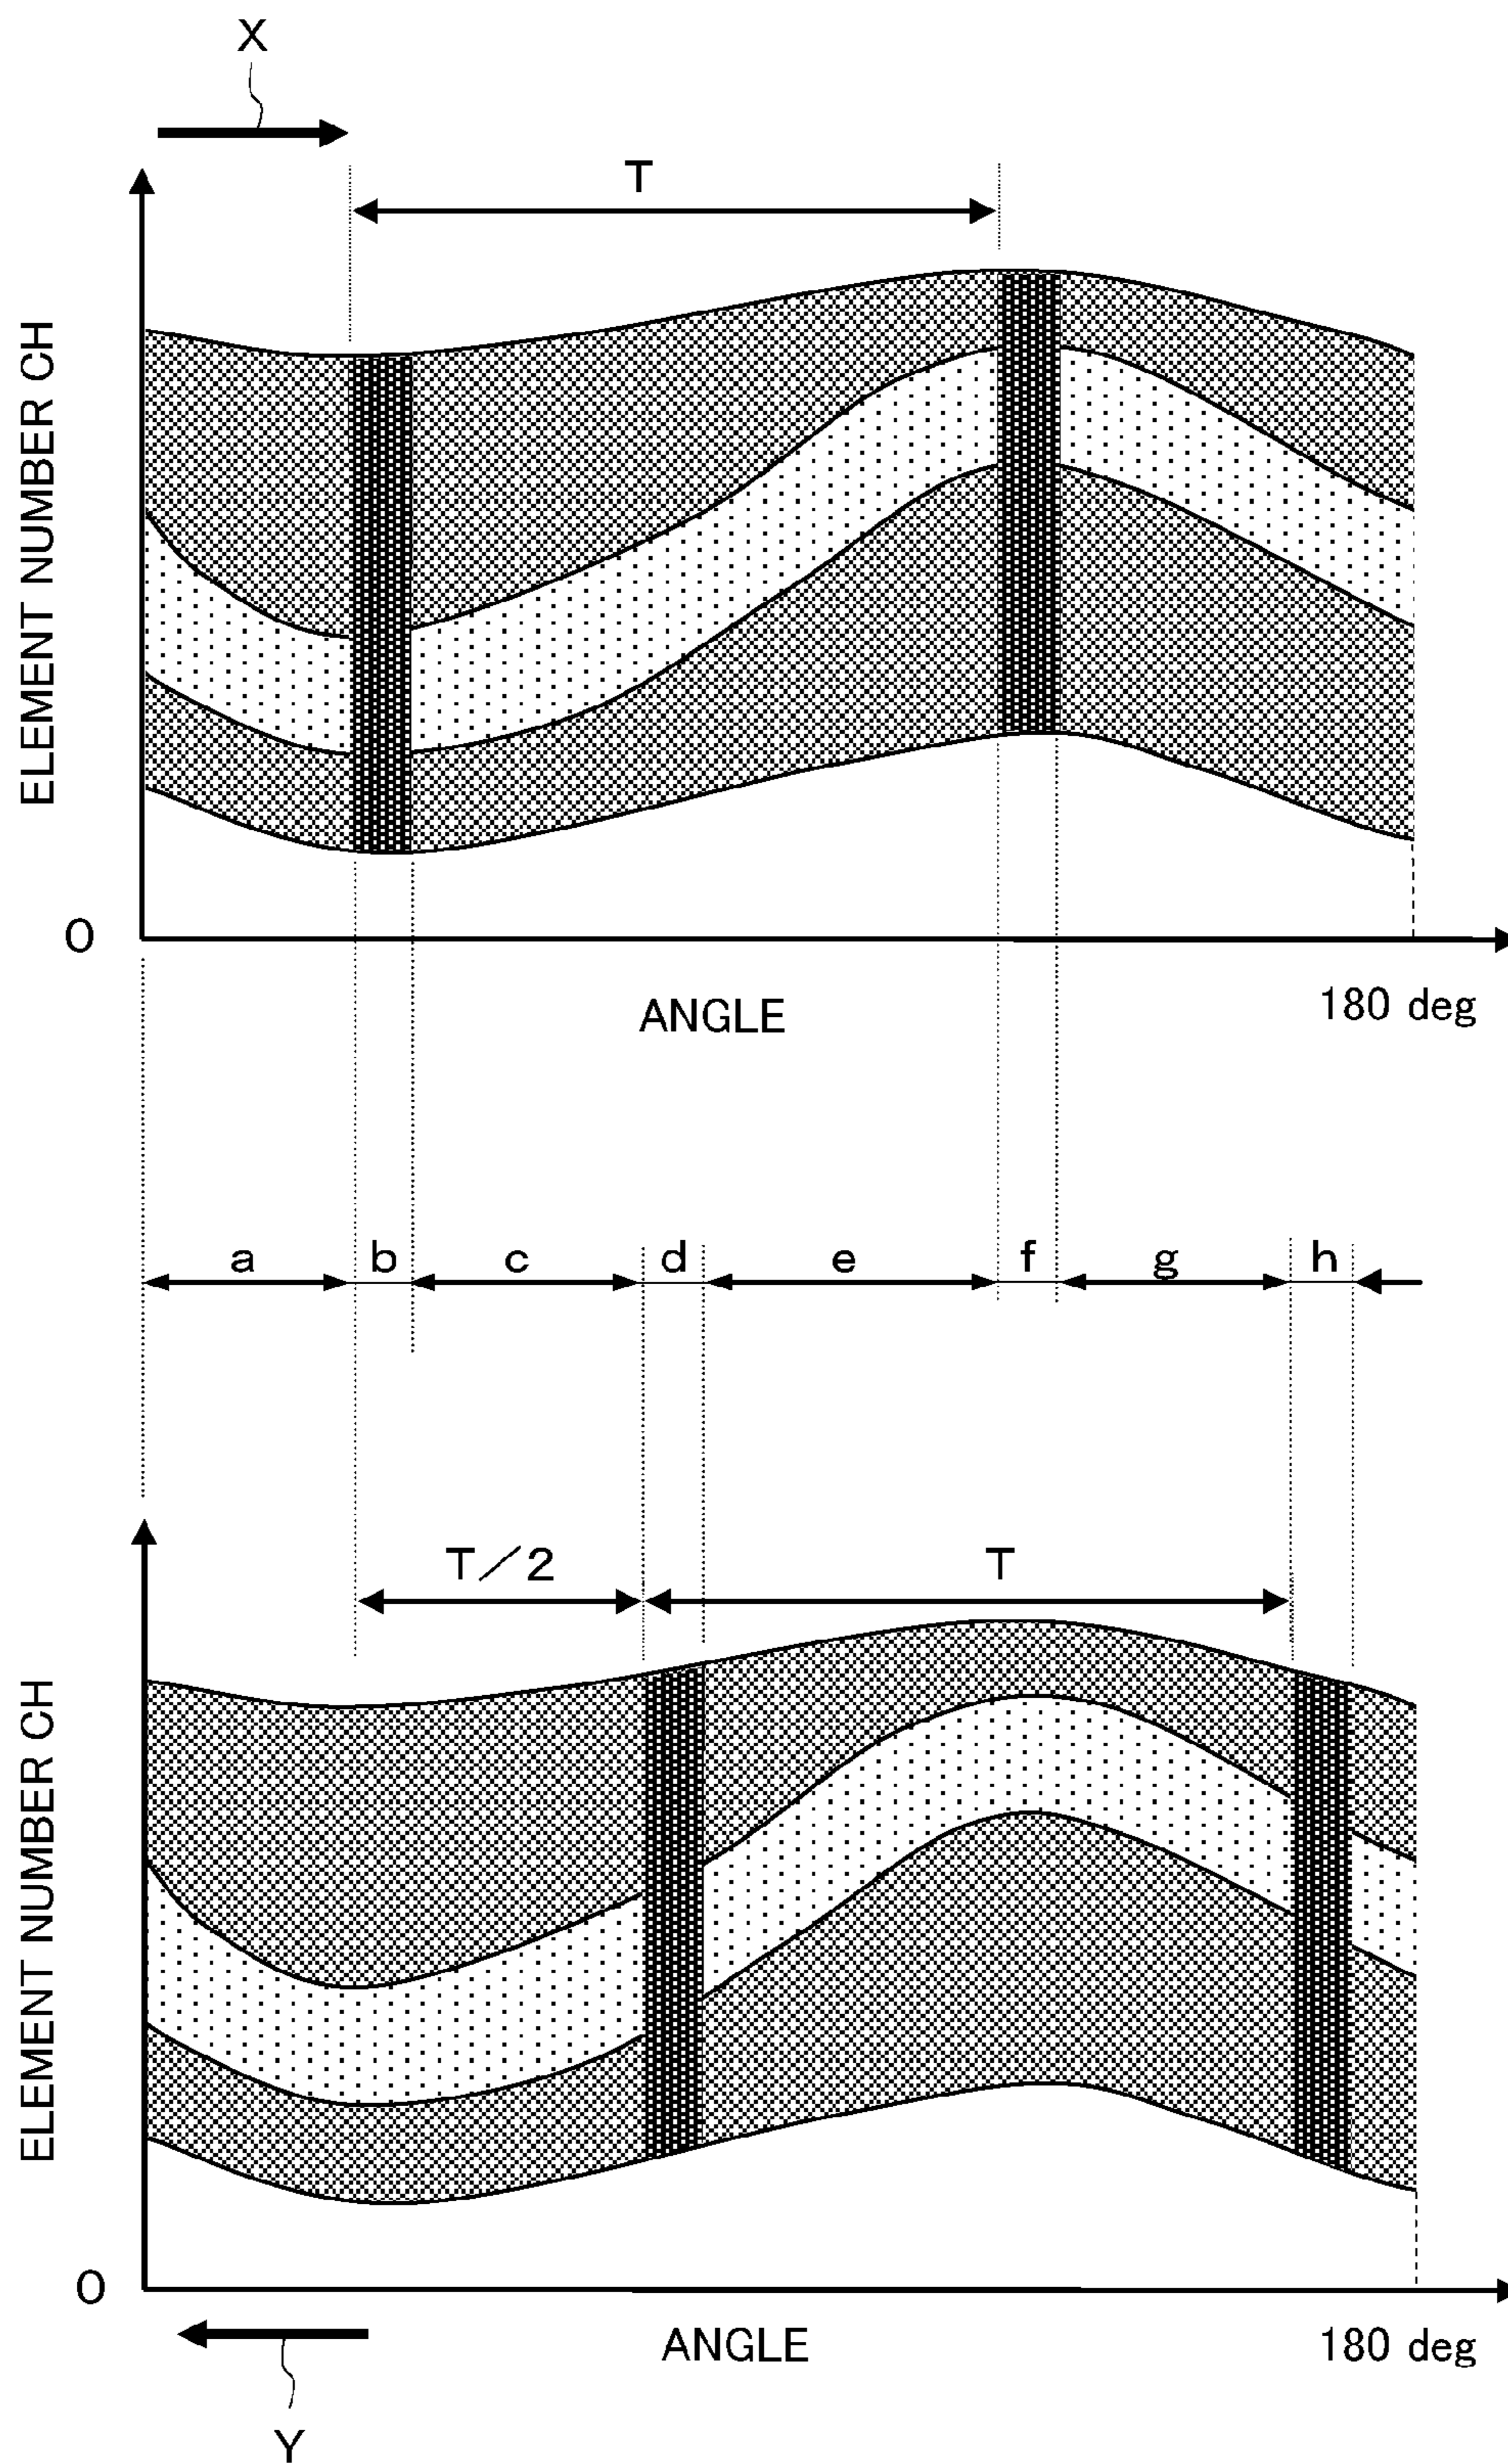 X
T
ELEMENT NUMBER CH
0
ANGLE
180 deg
a b c d e f g h
T/2
T
ELEMENT NUMBER CH
0
ANGLE
180 deg
Y